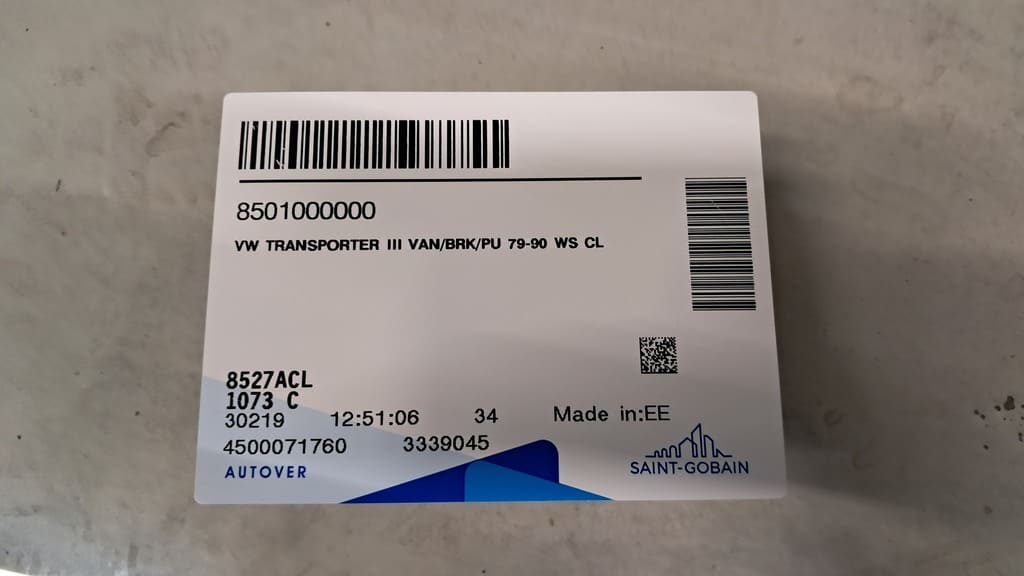 8501000000
VW TRANSPORTER III VAN/BRK/PU 79-90 WS CL
8527ACL
1073 C
30219 12:51:06 34 Made in:EE
4500071760 3339045
AUTOVER
SAINT-GOBAIN